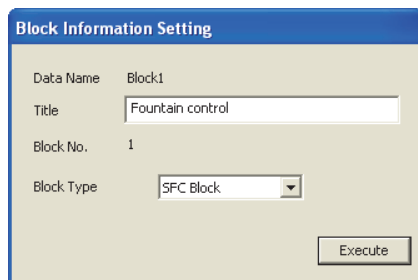 Block Information Setting
Data Name Block1
Title Fountain control
Block No. 1
Block Type SFC Block
Execute